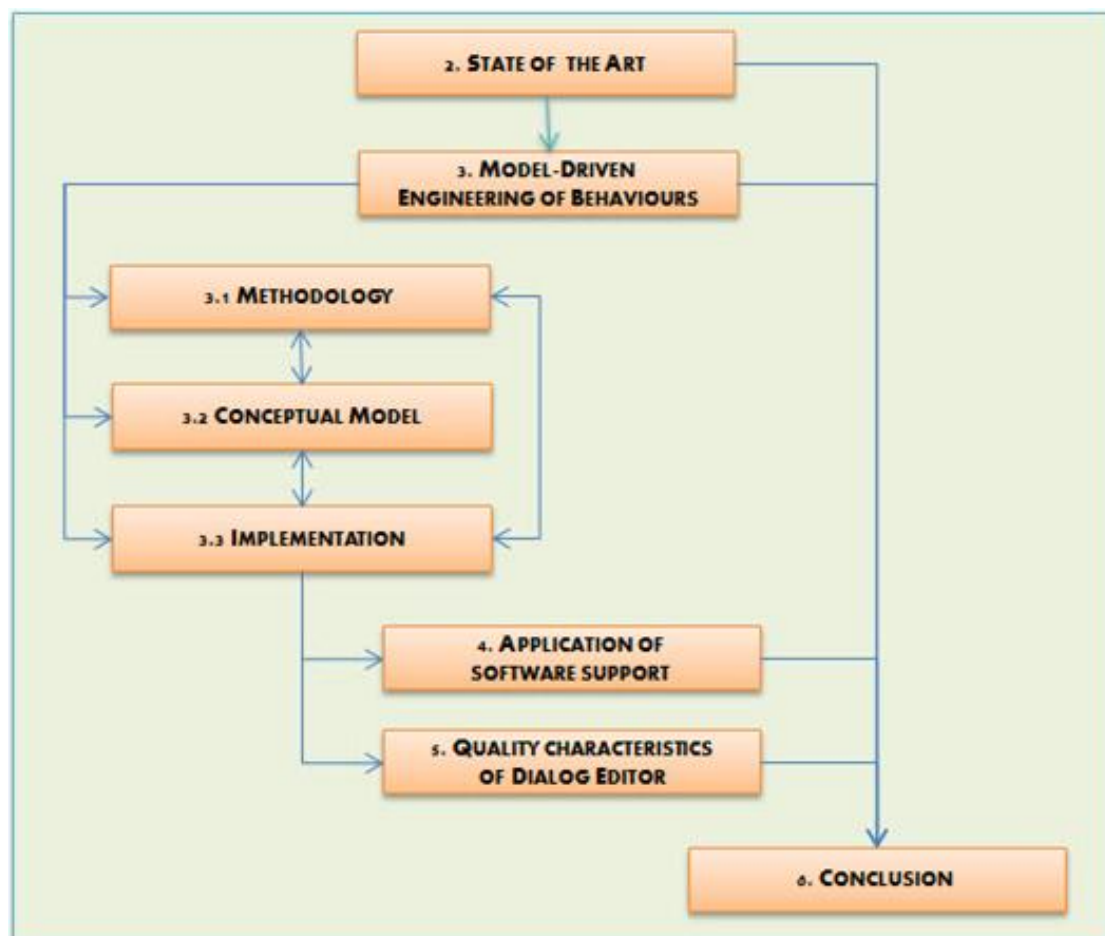 2. State of the Art
3. Model-Driven
Engineering of Behaviours
3.1 Methodology
3.2 Conceptual Model
3.3 Implementation
4. Application of
software support
5. Quality characteristics
of Dialog Editor
6. Conclusion